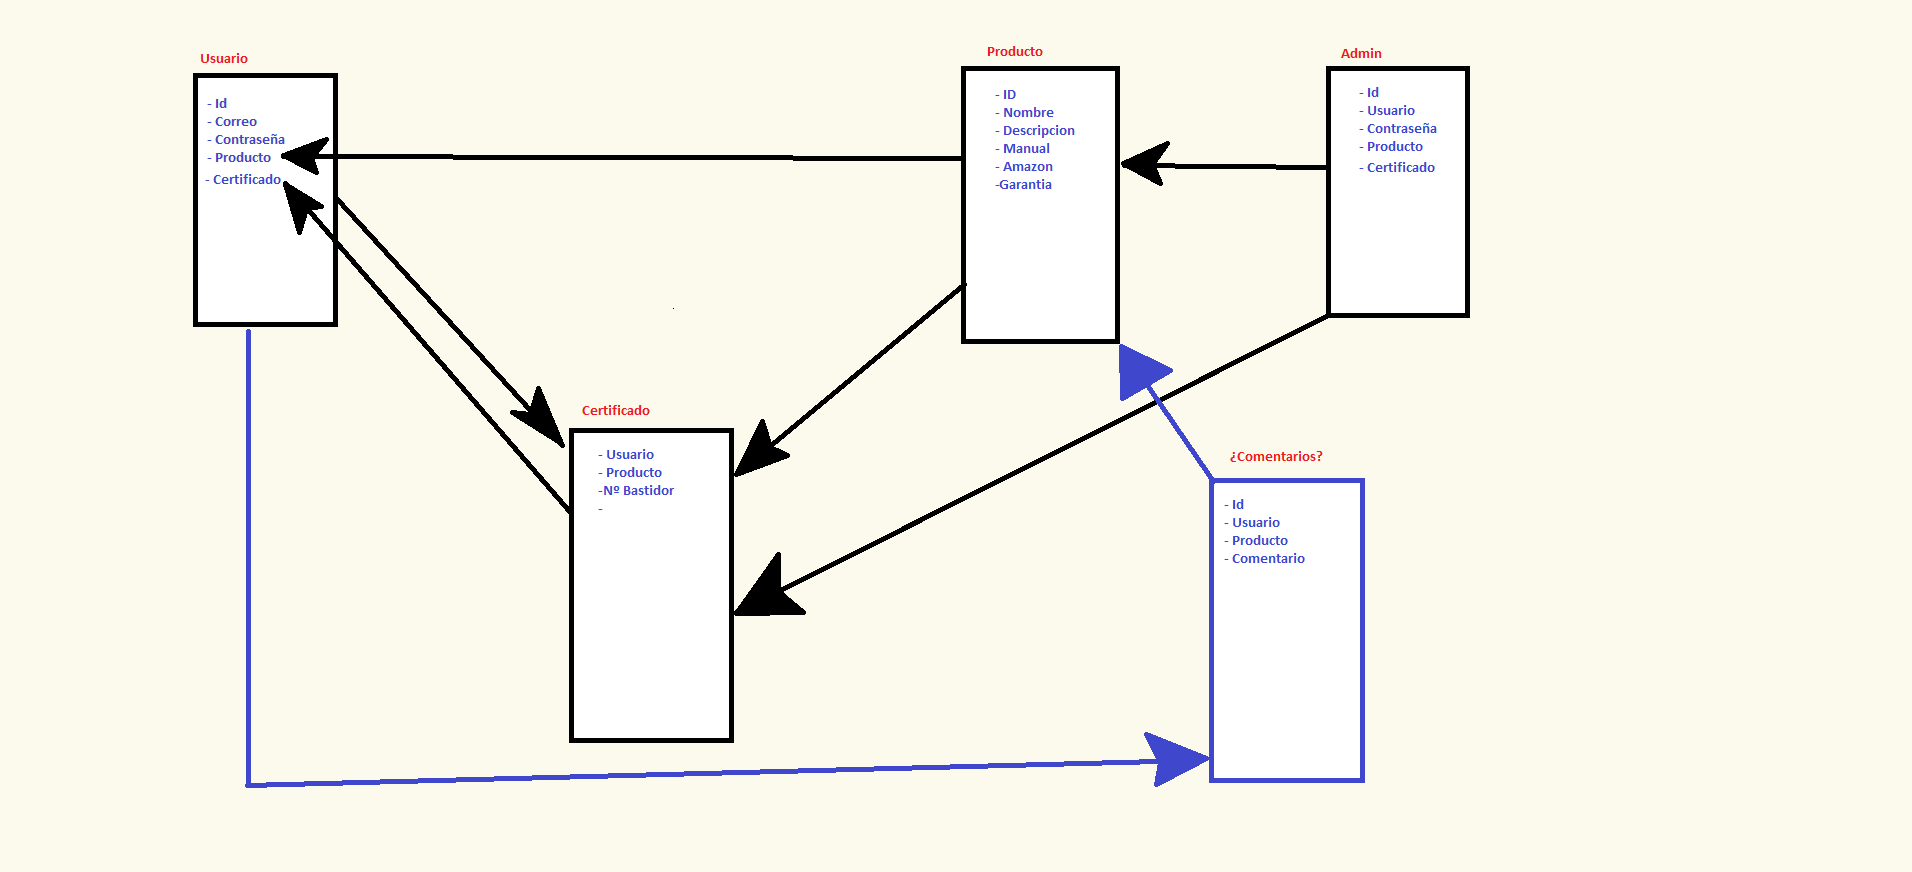 Usuario
- Id
- Correo
- Contraseña
- Producto
- Certificado
Producto
- ID
- Nombre
- Descripcion
- Manual
- Amazon
-Garantia
Admin
- Id
- Usuario
- Contraseña
- Producto
- Certificado
Certificado
- Usuario
- Producto
-Nº Bastidor
-
¿Comentarios?
- Id
- Usuario
- Producto
- Comentario